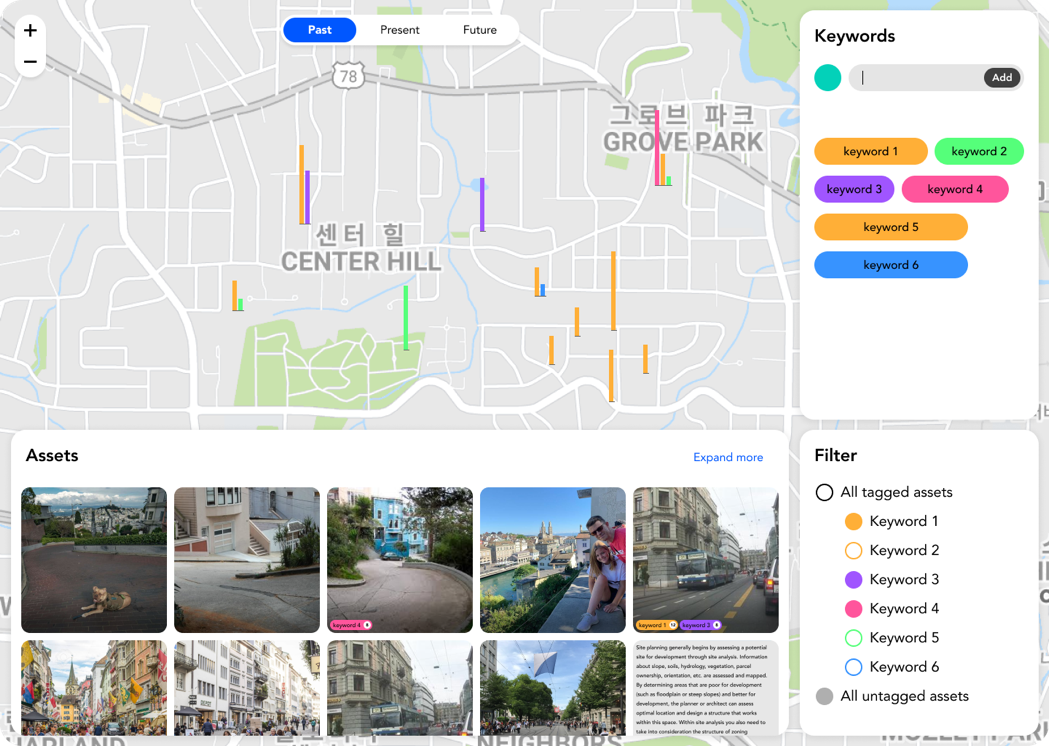 +
−
Past Present Future
78
그로브 파크
GROVE PARK
센터 힐
CENTER HILL
Keywords
Add
keyword 1 keyword 2
keyword 3 keyword 4
keyword 5
keyword 6
Assets Expand more
keyword 4
keyword 1 12 keyword 3
Site planning generally begins by assessing a potential
site for development through site analysis. Information
about slope, soils, hydrology, vegetation, parcel
ownership, orientation, etc. are assessed and mapped.
By determining areas that are poor for development
(such as floodplain or steep slopes) and better for
development, the planner or architect can assess
optimal location and design a structure that works
within this space. Within site analysis you also need to
take into consideration the structure of zoning
Filter
All tagged assets
Keyword 1
Keyword 2
Keyword 3
Keyword 4
Keyword 5
Keyword 6
All untagged assets
NEIGHBORS